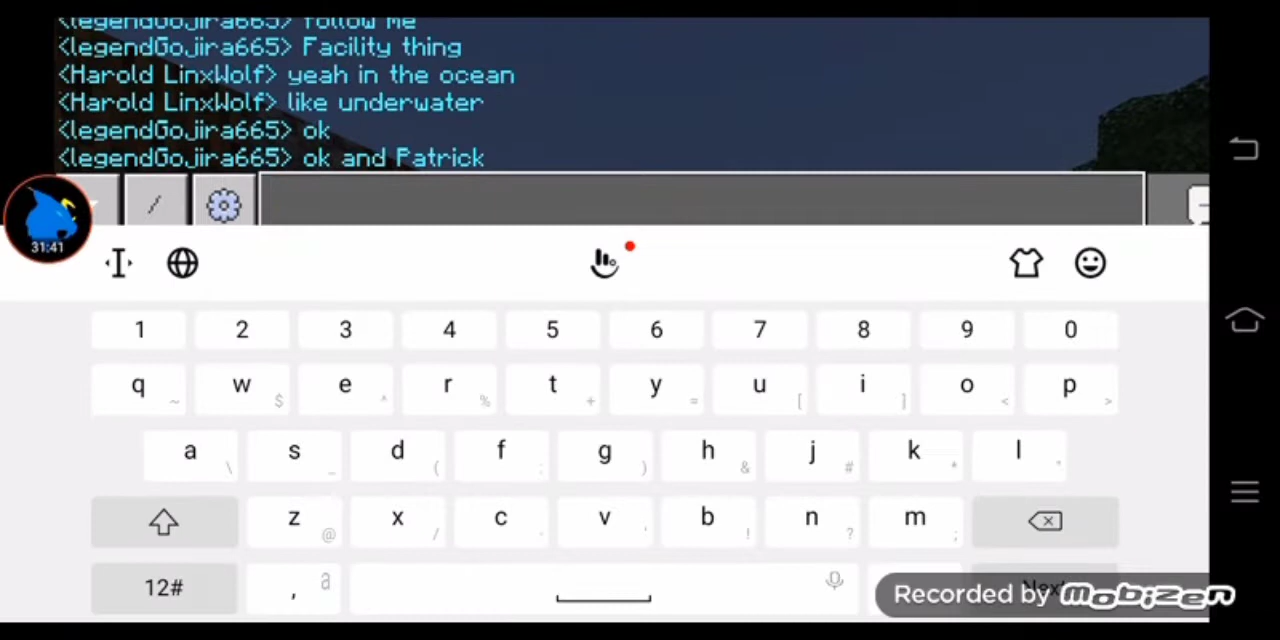 <legendGojira665> follow me
<legendGojira665> Facility thing
<Harold LinxWolf> yeah in the ocean
<Harold LinxWolf> like underwater
<legendGojira665> ok
<legendGojira665> ok and Patrick
/
31:41
1 2 3 4 5 6 7 8 9 0
q w e r t y u i o p
~ $ ^ % + = [ ] < >
a s d f g h j k l
\ _ ( : ) & # * "
z x c v b n m
@ / ' ! ? ;
12# , a Next
Recorded by mobizen